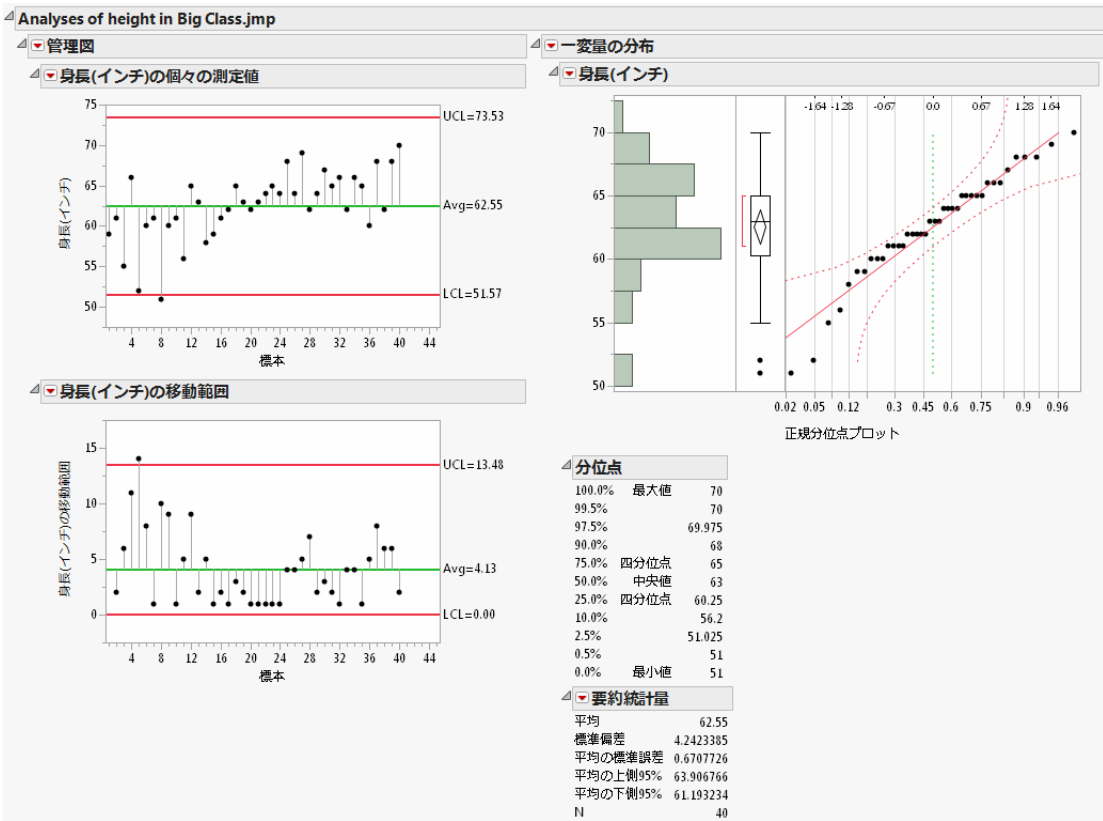 Analyses of height in Big Class.jmp
管理図
身長(インチ)の個々の測定値
身長(インチ)
75
70
65
60
55
50
UCL=73.53
Avg=62.55
LCL=51.57
4 8 12 16 20 24 28 32 36 40 44
標本
身長(インチ)の移動範囲
身長(インチ)の移動範囲
15
10
5
0
UCL=13.48
Avg=4.13
LCL=0.00
4 8 12 16 20 24 28 32 36 40 44
標本
一変量の分布
身長(インチ)
-1.64 -1.28 -0.67 0.0 0.67 1.28 1.64
70
65
60
55
50
0.02 0.05 0.12 0.3 0.45 0.6 0.75 0.9 0.96
正規分位点プロット
分位点
100.0% 最大値 70
99.5% 70
97.5% 69.975
90.0% 68
75.0% 四分位点 65
50.0% 中央値 63
25.0% 四分位点 60.25
10.0% 56.2
2.5% 51.025
0.5% 51
0.0% 最小値 51
要約統計量
平均 62.55
標準偏差 4.2423385
平均の標準誤差 0.6707726
平均の上側95% 63.906766
平均の下側95% 61.193234
N 40